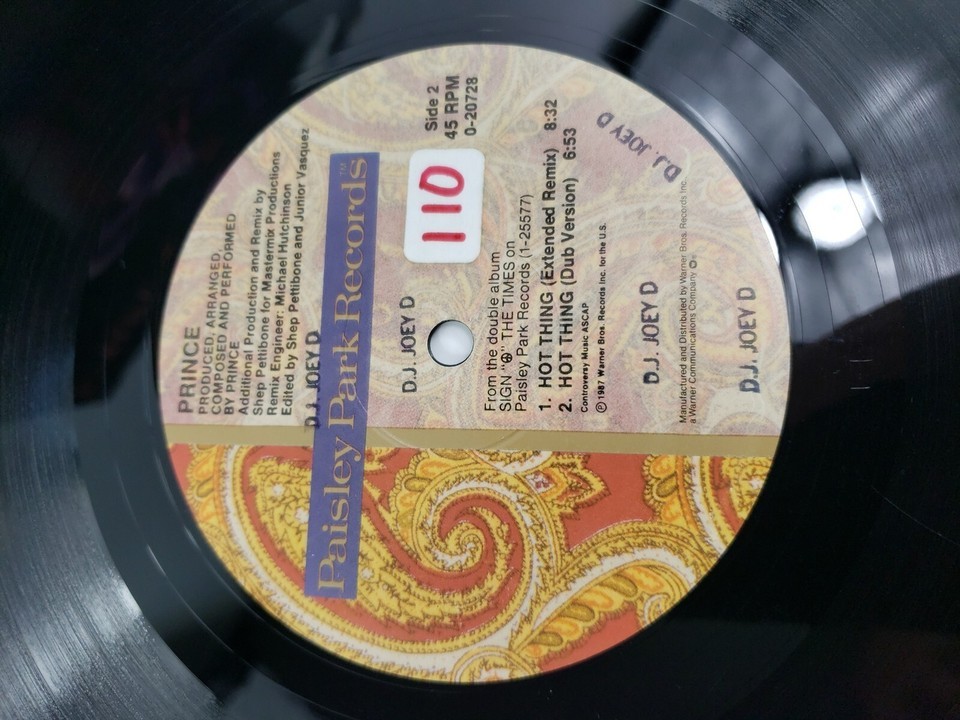 PRINCE
PRODUCED, ARRANGED,
COMPOSED AND PERFORMED
BY PRINCE
Additional Production and Remix by
Shep Pettibone for Mastermix Productions
Remix Engineer: Michael Hutchinson
Edited by Shep Pettibone and Junior Vasquez
D.J. JOEY D
Paisley Park Records™
D.J. JOEY D
110
Side 2
45 RPM
0-20728
From the double album
SIGN "☮" THE TIMES on
Paisley Park Records (1-25577)
1. HOT THING (Extended Remix) 8:32
2. HOT THING (Dub Version) 6:53
Controversy Music ASCAP
℗ 1987 Warner Bros. Records Inc. for the U.S.
D.J. JOEY D
D.J. JOEY D
Manufactured and Distributed by Warner Bros. Records Inc.,
a Warner Communications Company
D.J. JOEY D